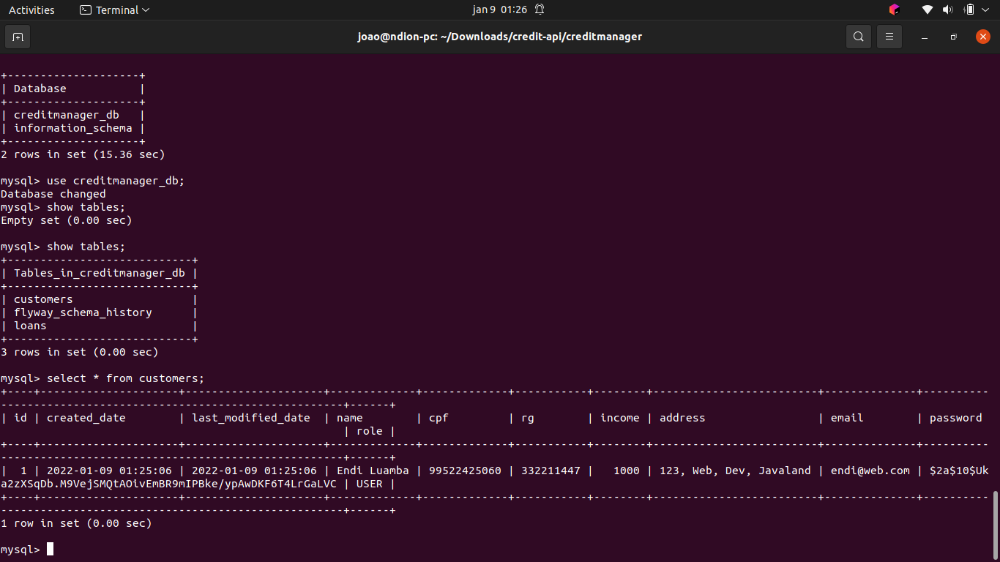 Activities Terminal jan 9 01:26
joao@ndion-pc: ~/Downloads/credit-api/creditmanager
+--------------------+
| Database           |
+--------------------+
| creditmanager_db   |
| information_schema |
+--------------------+
2 rows in set (15.36 sec)
mysql> use creditmanager_db;
Database changed
mysql> show tables;
Empty set (0.00 sec)
mysql> show tables;
+----------------------------+
| Tables_in_creditmanager_db |
+----------------------------+
| customers                  |
| flyway_schema_history      |
| loans                      |
+----------------------------+
3 rows in set (0.00 sec)
mysql> select * from customers;
+----+---------------------+---------------------+-------------+-------------+-----------+--------+-------------------------+--------------+----------
----------------------------------------------------+------+
| id | created_date        | last_modified_date  | name        | cpf         | rg        | income | address                 | email        | password
                                                    | role |
+----+---------------------+---------------------+-------------+-------------+-----------+--------+-------------------------+--------------+----------
----------------------------------------------------+------+
|  1 | 2022-01-09 01:25:06 | 2022-01-09 01:25:06 | Endi Luamba | 99522425060 | 332211447 |   1000 | 123, Web, Dev, Javaland | endi@web.com | $2a$10$Uk
a2zXSqDb.M9VejSMQtAOivEmBR9mIPBke/ypAwDKF6T4LrGaLVC | USER |
+----+---------------------+---------------------+-------------+-------------+-----------+--------+-------------------------+--------------+----------
----------------------------------------------------+------+
1 row in set (0.00 sec)
mysql>